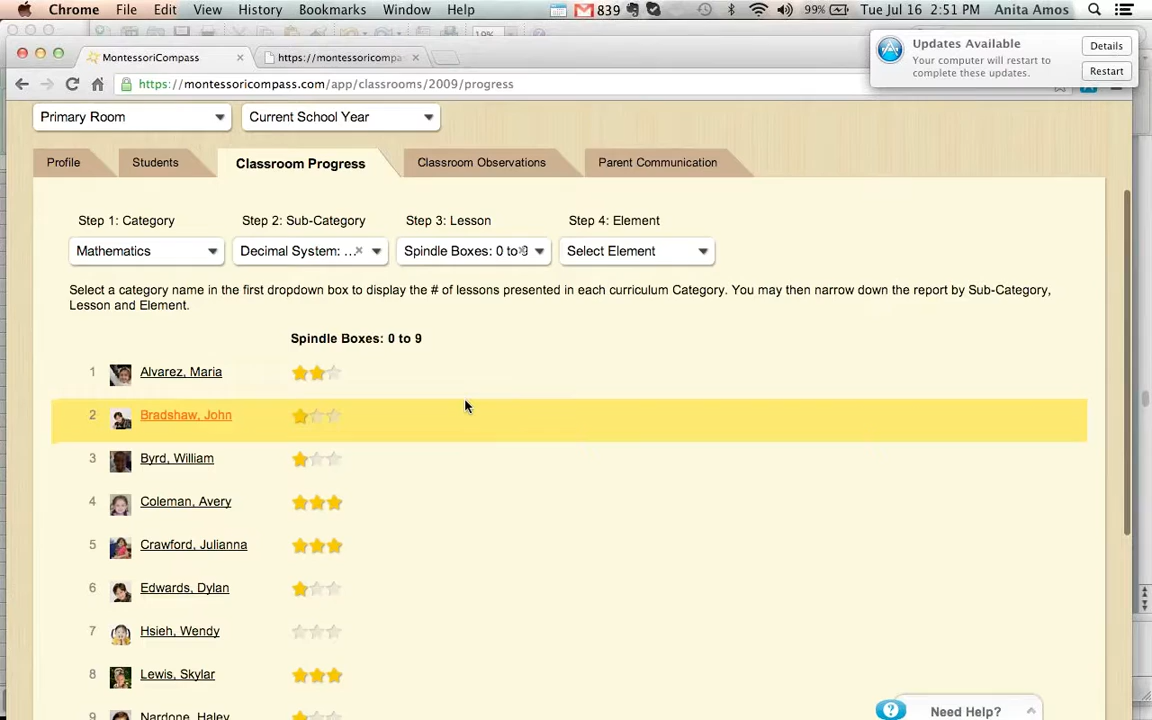 Chrome File Edit View History Bookmarks Window Help 839 99% Tue Jul 16 2:51 PM Anita Amos
19%
MontessoriCompass × https://montessoricompa ×
Updates Available
Your computer will restart to complete these updates.
Details
Restart
https://montessoricompass.com/app/classrooms/2009/progress
Primary Room Current School Year
Profile Students Classroom Progress Classroom Observations Parent Communication
Step 1: Category Step 2: Sub-Category Step 3: Lesson Step 4: Element
Mathematics Decimal System: ... × Spindle Boxes: 0 to 9 Select Element
Select a category name in the first dropdown box to display the # of lessons presented in each curriculum Category. You may then narrow down the report by Sub-Category,
Lesson and Element.
Spindle Boxes: 0 to 9
1 Alvarez, Maria
2 Bradshaw, John
3 Byrd, William
4 Coleman, Avery
5 Crawford, Julianna
6 Edwards, Dylan
7 Hsieh, Wendy
8 Lewis, Skylar
9 Nardone, Haley
? Need Help?